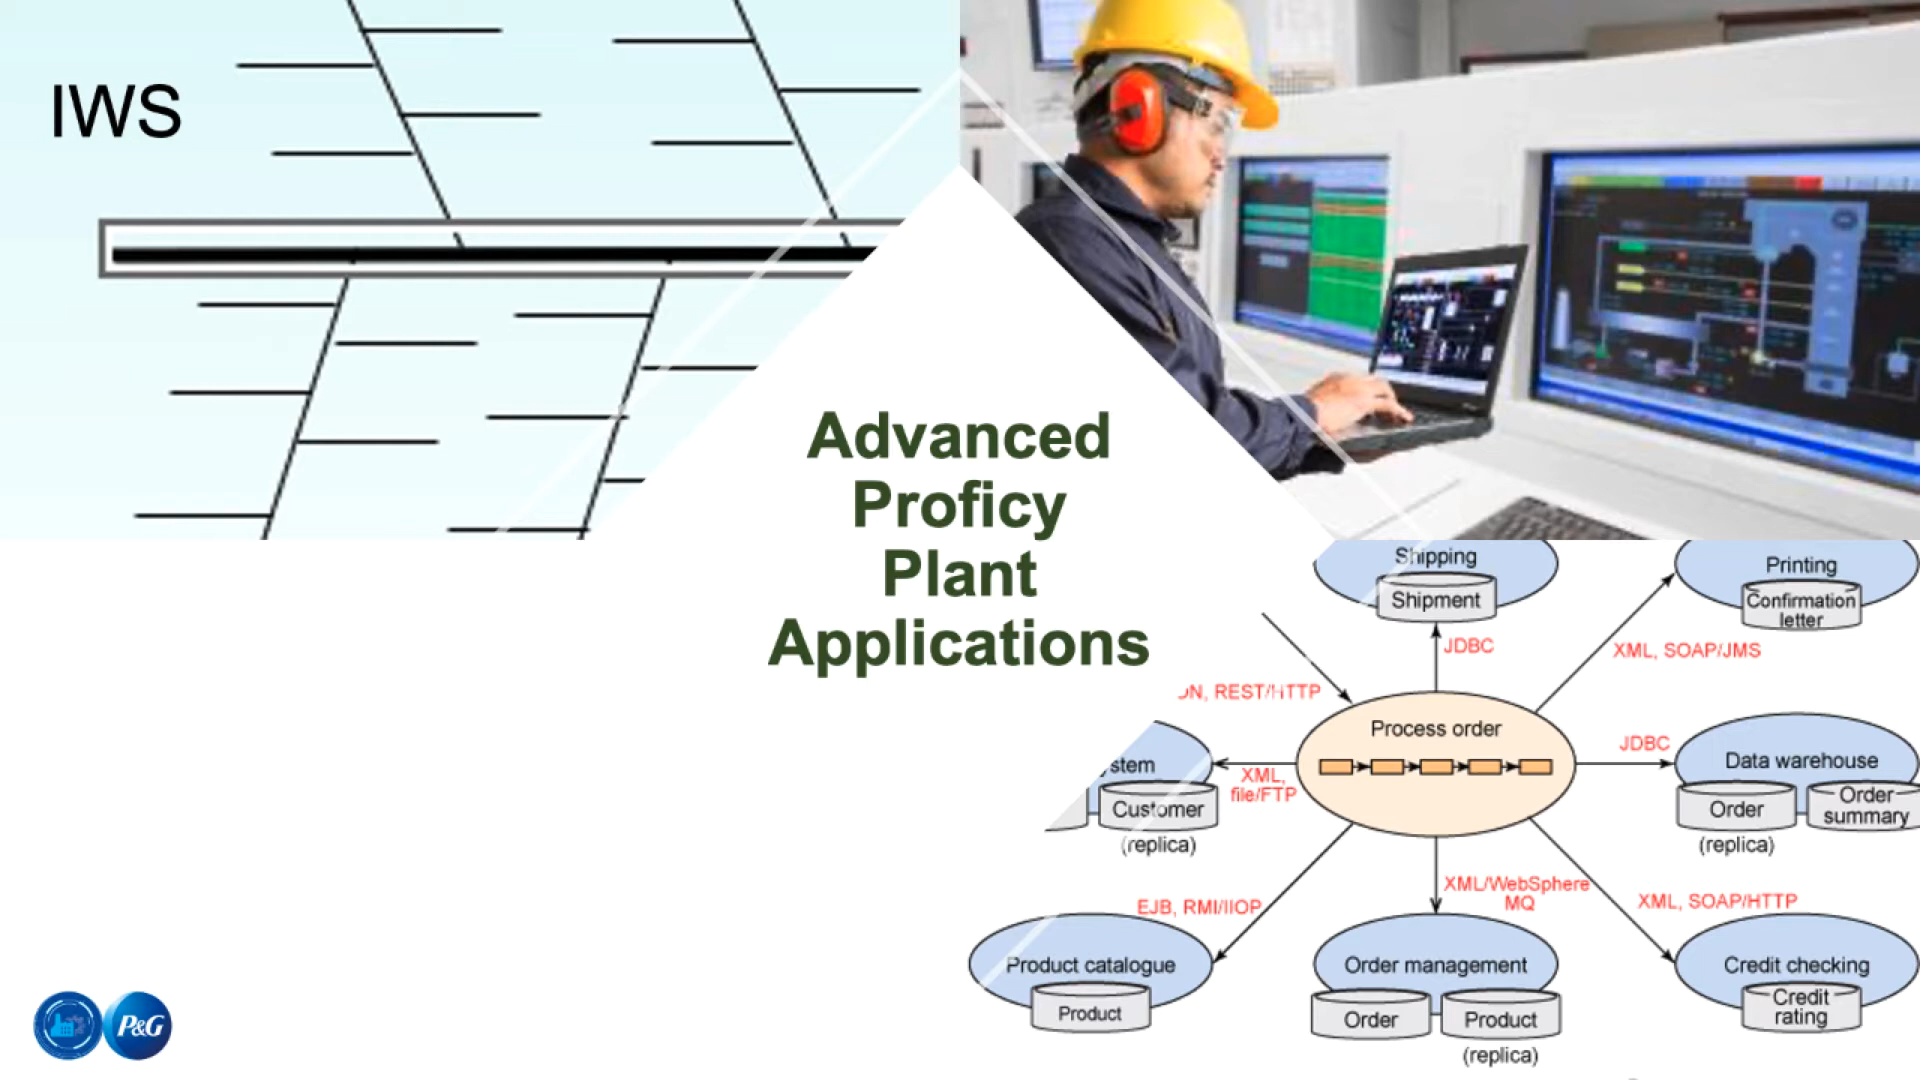 IWS
Advanced
Proficy
Plant
Applications
Shipping
Shipment
Printing
Confirmation
letter
JDBC
XML, SOAP/JMS
REST/HTTP
Process order
JDBC
Data warehouse
XML,
file/FTP
Customer
(replica)
Order
Order
summary
(replica)
EJB, RMI/IIOP
XML/WebSphere
MQ
XML, SOAP/HTTP
Product catalogue
Product
Order management
Order
Product
(replica)
Credit checking
Credit
rating
P&G